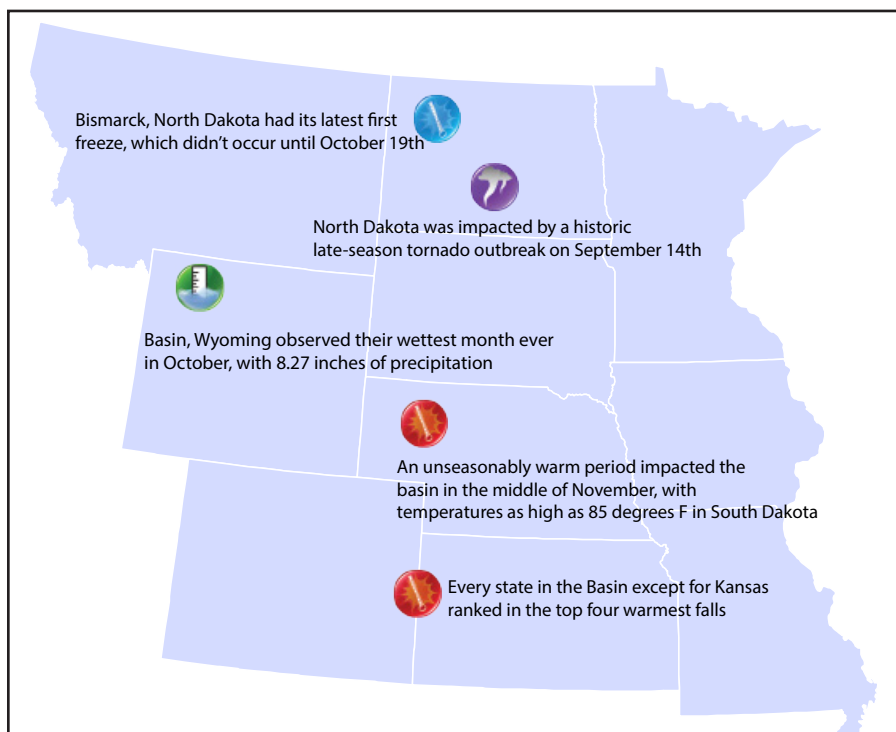 Bismarck, North Dakota had its latest first
freeze, which didn’t occur until October 19th
North Dakota was impacted by a historic
late-season tornado outbreak on September 14th
Basin, Wyoming observed their wettest month ever
in October, with 8.27 inches of precipitation
An unseasonably warm period impacted the
basin in the middle of November, with
temperatures as high as 85 degrees F in South Dakota
Every state in the Basin except for Kansas
ranked in the top four warmest falls